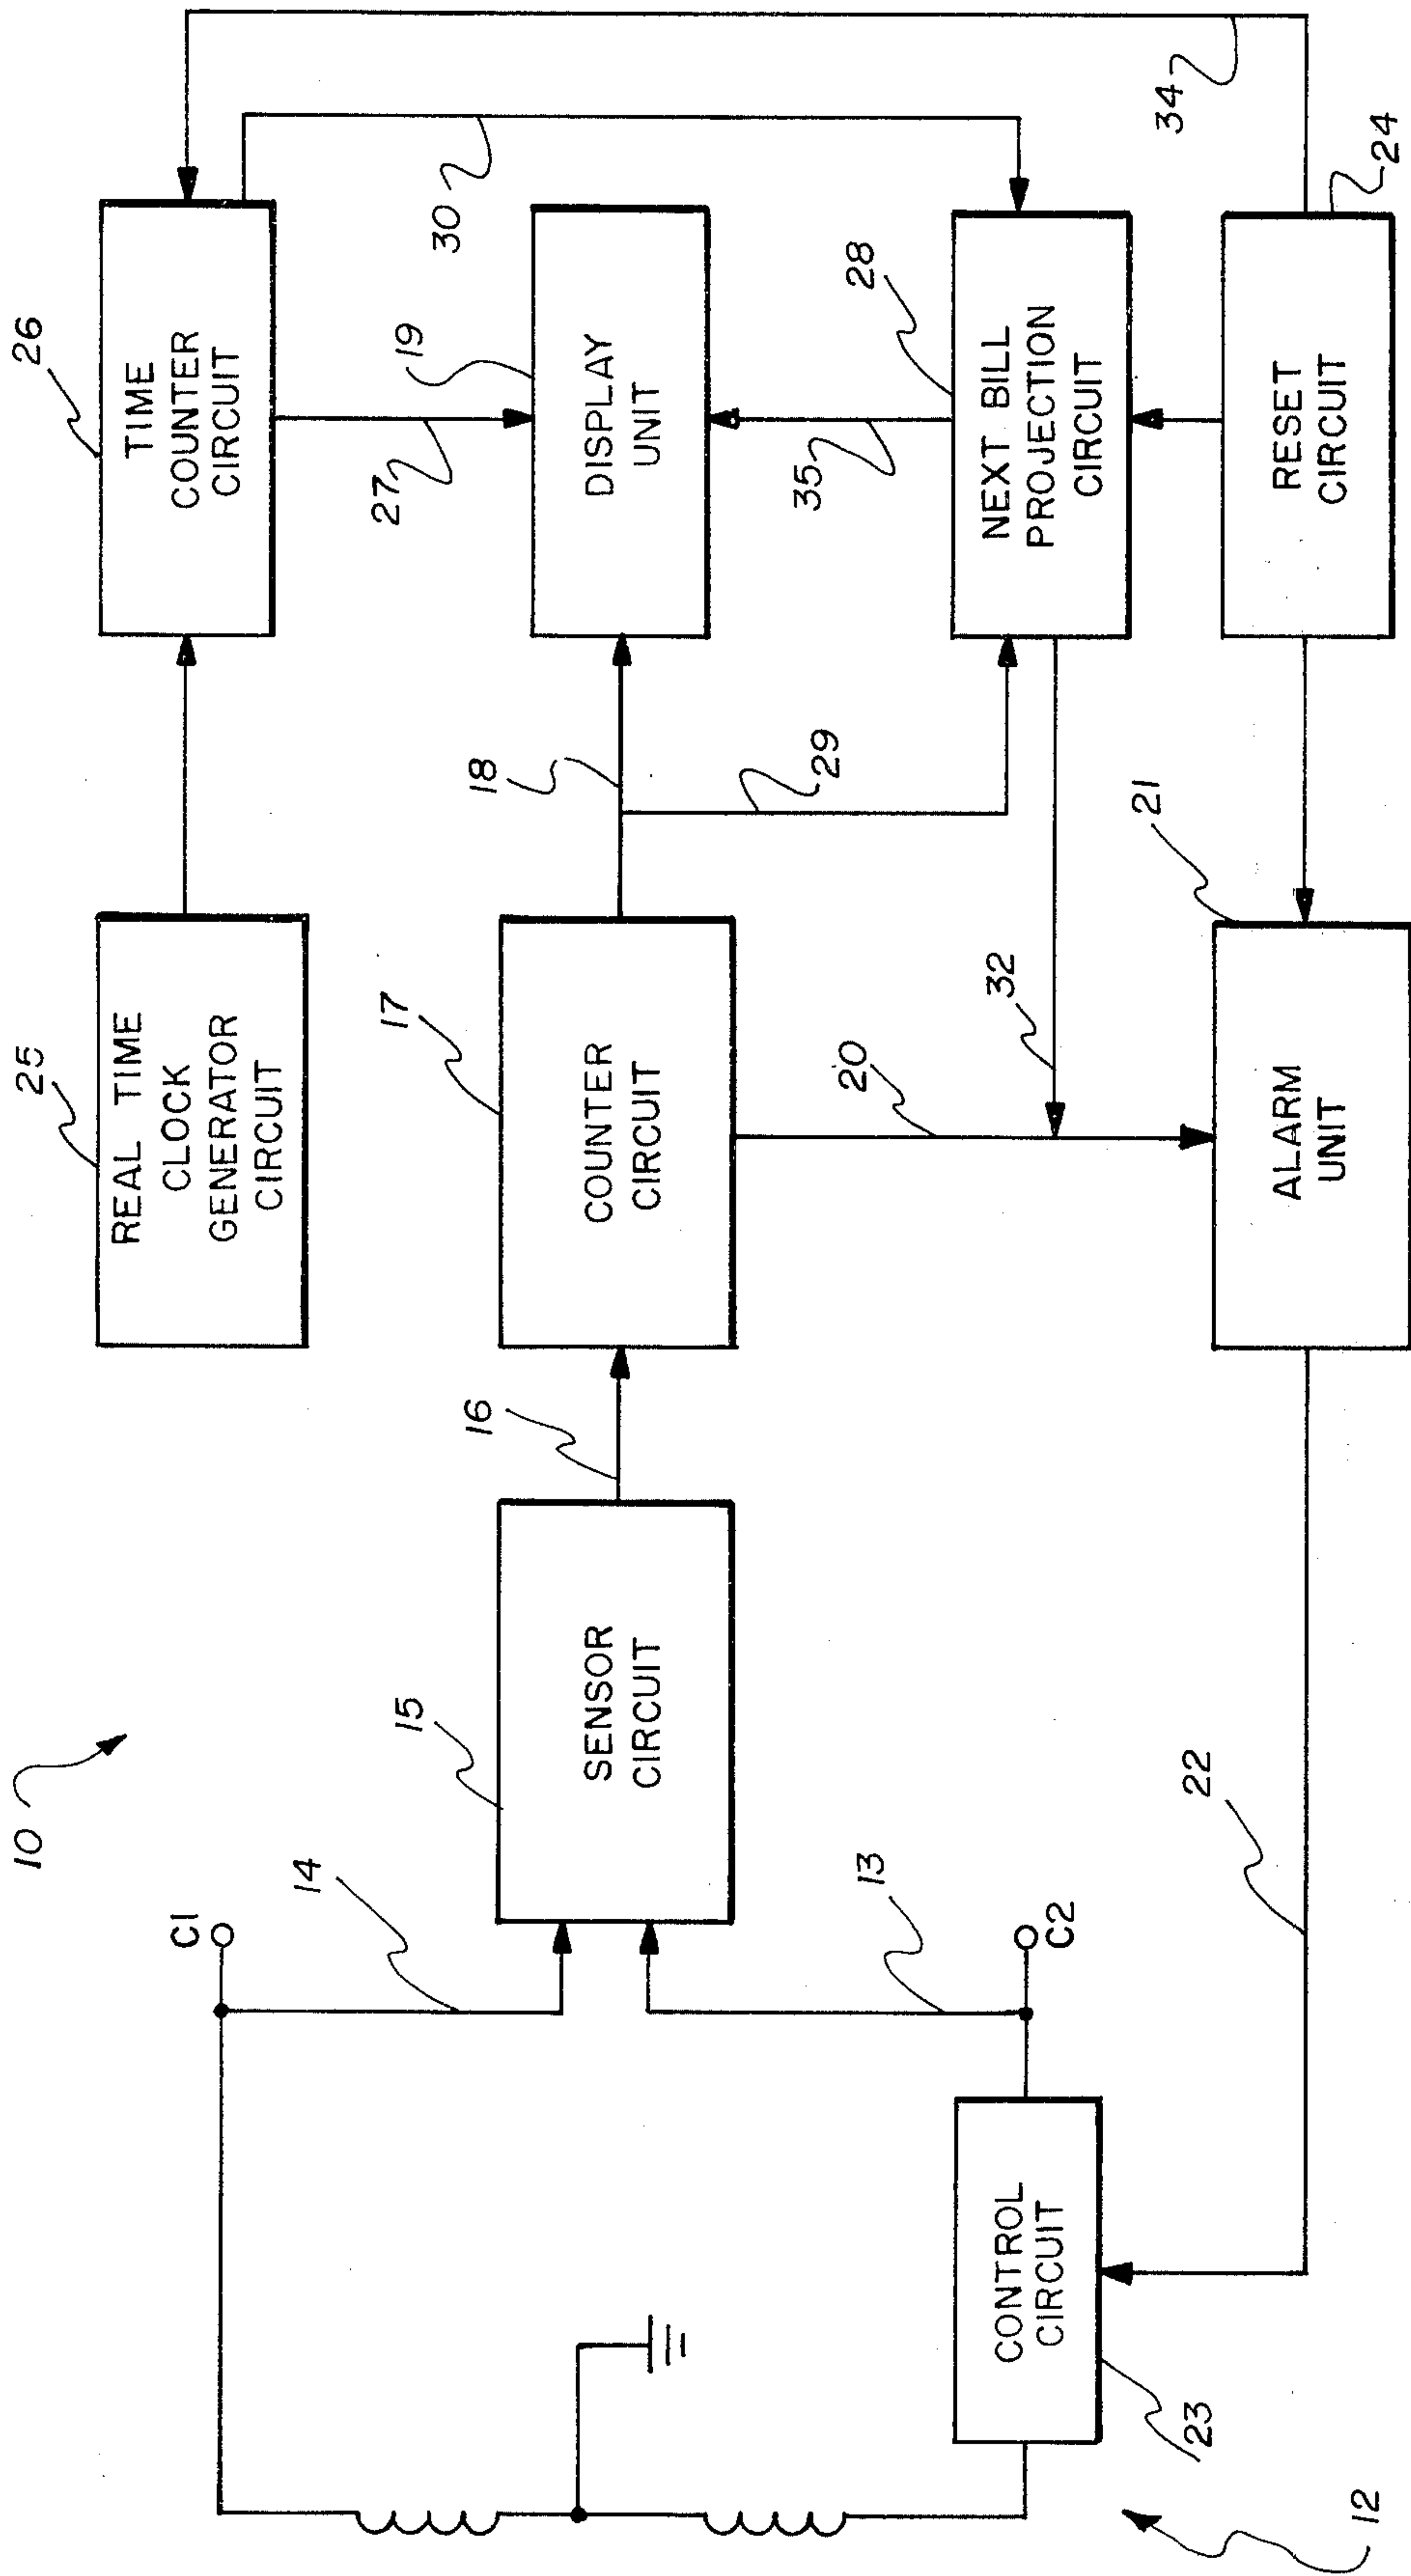 10
12
C1
14
13
C2
CONTROL
CIRCUIT
23
22
15
SENSOR
CIRCUIT
16
17
COUNTER
CIRCUIT
18
29
20
32
25
REAL TIME
CLOCK
GENERATOR
CIRCUIT
26
TIME
COUNTER
CIRCUIT
27
30
19
DISPLAY
UNIT
35
28
NEXT BILL
PROJECTION
CIRCUIT
34
24
RESET
CIRCUIT
21
ALARM
UNIT